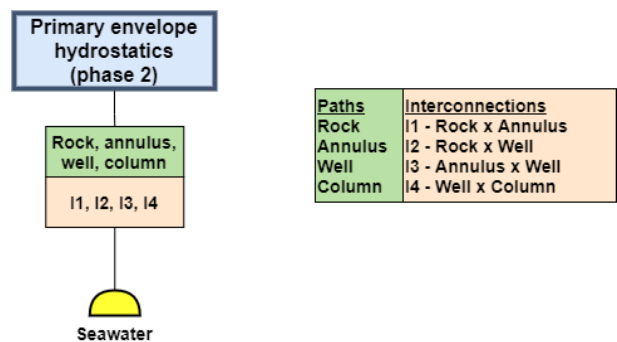 Primary envelope
hydrostatics
(phase 2)
Rock, annulus,
well, column
I1, I2, I3, I4
Seawater
Paths Interconnections
Rock I1 - Rock x Annulus
Annulus I2 - Rock x Well
Well I3 - Annulus x Well
Column I4 - Well x Column